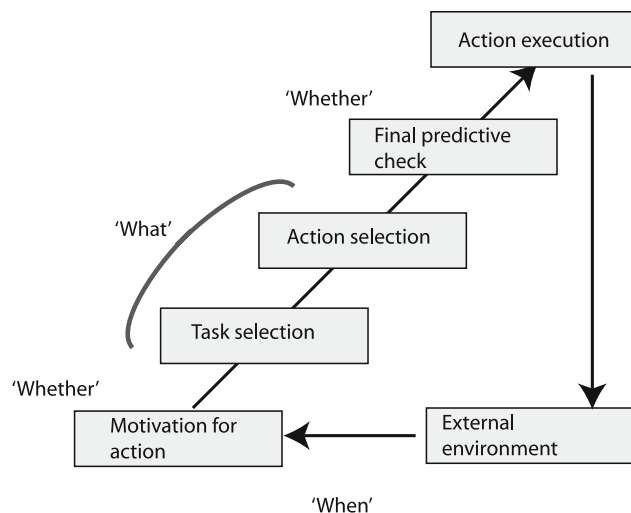 Action execution
‘Whether’
Final predictive
check
‘What’
Action selection
Task selection
‘Whether’
Motivation for
action
External
environment
‘When’